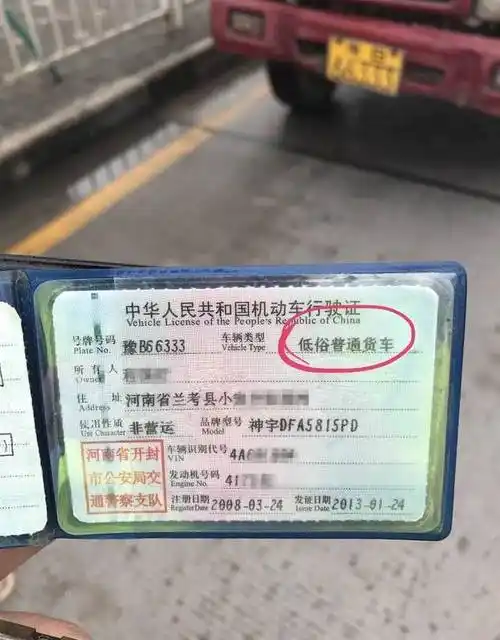 中华人民共和国机动车行驶证
Vehicle License of the People's Republic of China
号牌号码 豫B66333 车辆类型 低俗普通货车
Plate No. Vehicle Type
所有人
Owner
住址 河南省兰考县小
Address
使用性质 非营运 品牌型号 神宇DFA5815PD
Use Character Model
河南省开封
市公安局交
通警察支队
车辆识别代号 4A
VIN
发动机号码 41
Engine No.
注册日期 2008-03-24 发证日期 2013-01-24
Register Date Issue Date